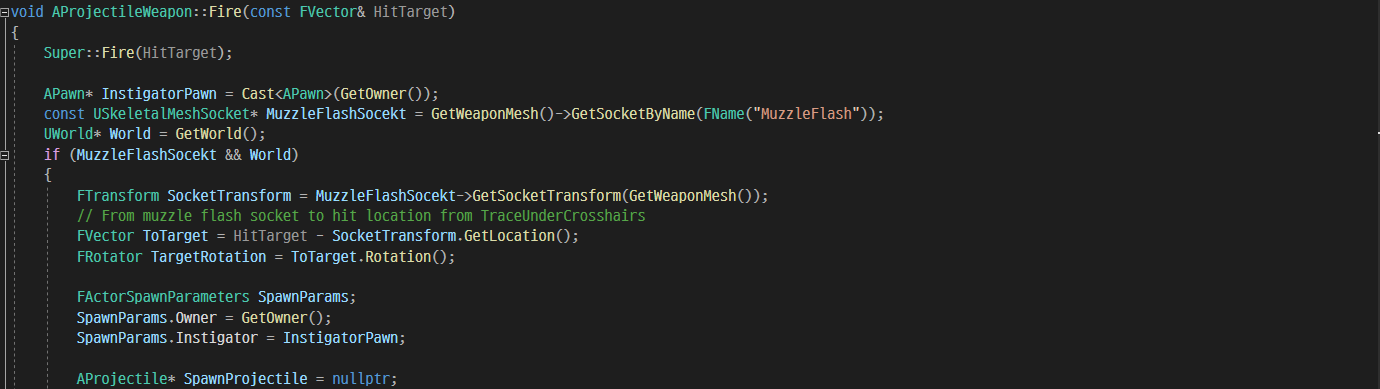 void AProjectileWeapon::Fire(const FVector& HitTarget)
{
    Super::Fire(HitTarget);

    APawn* InstigatorPawn = Cast<APawn>(GetOwner());
    const USkeletalMeshSocket* MuzzleFlashSocekt = GetWeaponMesh()->GetSocketByName(FName("MuzzleFlash"));
    UWorld* World = GetWorld();
    if (MuzzleFlashSocekt && World)
    {
        FTransform SocketTransform = MuzzleFlashSocekt->GetSocketTransform(GetWeaponMesh());
        // From muzzle flash socket to hit location from TraceUnderCrosshairs
        FVector ToTarget = HitTarget - SocketTransform.GetLocation();
        FRotator TargetRotation = ToTarget.Rotation();

        FActorSpawnParameters SpawnParams;
        SpawnParams.Owner = GetOwner();
        SpawnParams.Instigator = InstigatorPawn;

        AProjectile* SpawnProjectile = nullptr;